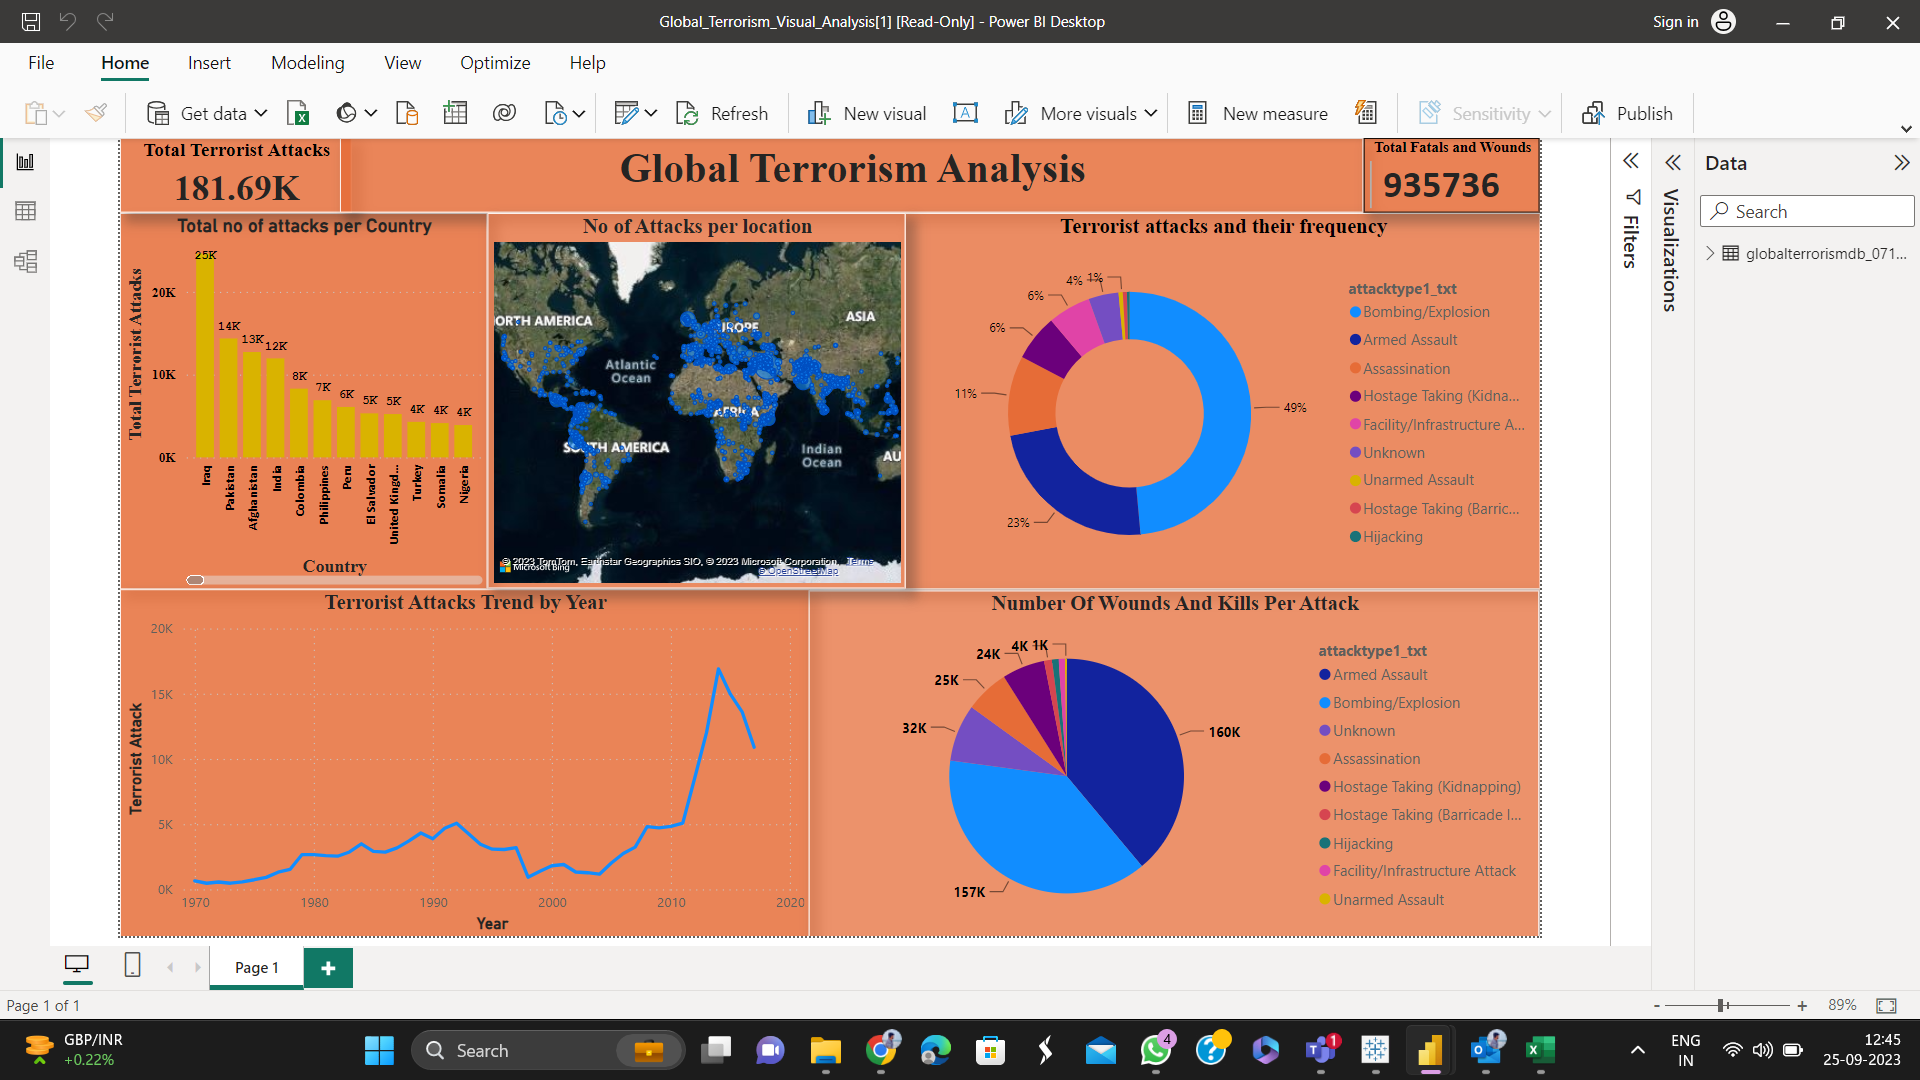 Global_Terrorism_Visual_Analysis[1] [Read-Only] - Power BI Desktop
Sign in
File Home Insert Modeling View Optimize Help
Get data
Refresh
New visual
More visuals
New measure
Sensitivity
Publish
Total Terrorist Attacks
181.69K
Global Terrorism Analysis
Total Fatals and Wounds
935736
Total no of attacks per Country
Total Terrorist Attacks
20K
10K
0K
25K
14K
13K
12K
8K
7K
6K
5K
5K
4K
4K
4K
Iraq
Pakistan
Afghanistan
India
Colombia
Philippines
Peru
El Salvador
United Kingd...
Turkey
Somalia
Nigeria
Country
No of Attacks per location
NORTH AMERICA
EUROPE
ASIA
Atlantic
Ocean
AFRICA
SOUTH AMERICA
Indian
Ocean
AU
© 2023 TomTom, Earthstar Geographics SIO, © 2023 Microsoft Corporation, Terms
Microsoft Bing
© OpenStreetMap
Terrorist attacks and their frequency
49%
23%
11%
6%
6%
4%
1%
attacktype1_txt
Bombing/Explosion
Armed Assault
Assassination
Hostage Taking (Kidna...
Facility/Infrastructure A...
Unknown
Unarmed Assault
Hostage Taking (Barric...
Hijacking
Terrorist Attacks Trend by Year
Terrorist Attack
20K
15K
10K
5K
0K
1970 1980 1990 2000 2010 2020
Year
Number Of Wounds And Kills Per Attack
160K
157K
32K
25K
24K
4K
1K
attacktype1_txt
Armed Assault
Bombing/Explosion
Unknown
Assassination
Hostage Taking (Kidnapping)
Hostage Taking (Barricade I...
Hijacking
Facility/Infrastructure Attack
Unarmed Assault
Filters
Visualizations
Data
Search
globalterrorismdb_071...
Page 1
Page 1 of 1
- + 89%
GBP/INR
+0.22%
Search
4
1
ENG
IN
12:45
25-09-2023